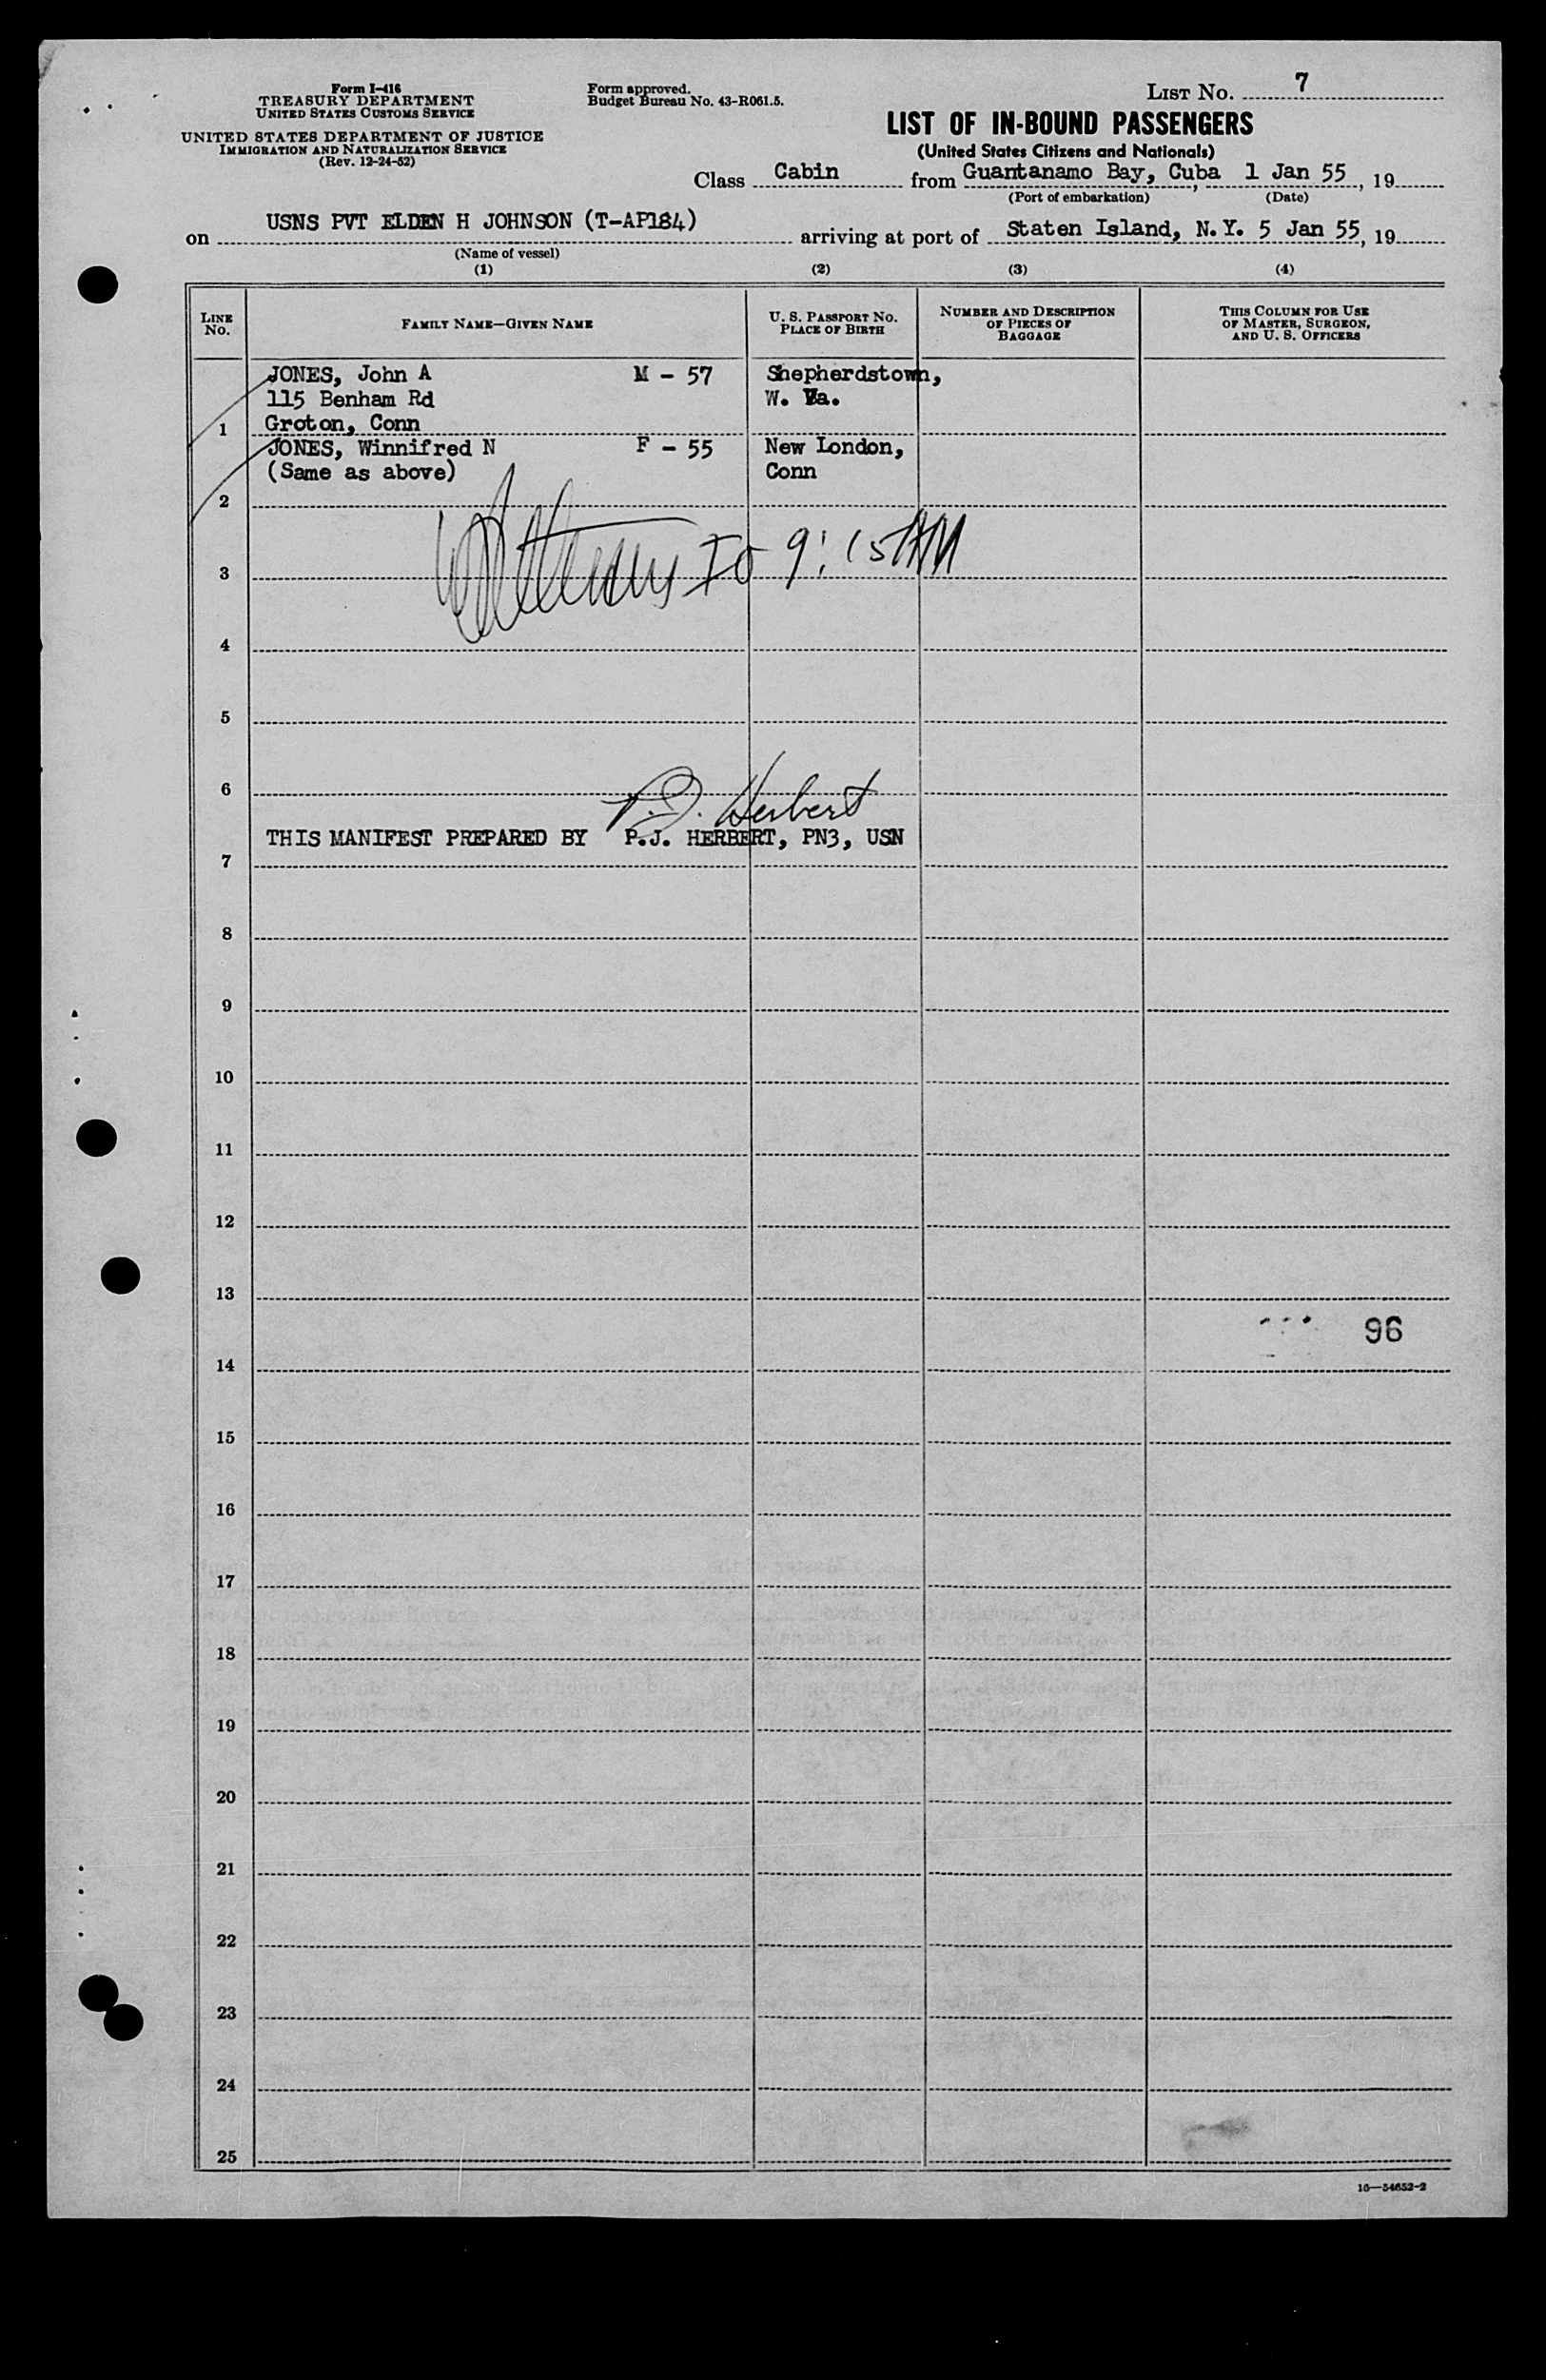 Form I-416
TREASURY DEPARTMENT
UNITED STATES CUSTOMS SERVICE
UNITED STATES DEPARTMENT OF JUSTICE
IMMIGRATION AND NATURALIZATION SERVICE
(Rev. 12-24-52)
Form approved.
Budget Bureau No. 43-R061.5.
LIST NO. 7
LIST OF IN-BOUND PASSENGERS
(United States Citizens and Nationals)
Class Cabin from Guantanamo Bay, Cuba, 1 Jan 55, 19
(Port of embarkation) (Date)
on USNS PVT ELDEN H JOHNSON (T-AP184) arriving at port of Staten Island, N.Y. 5 Jan 55, 19
(Name of vessel)
(1) (2) (3) (4)
LINE NO.
FAMILY NAME—GIVEN NAME
U. S. PASSPORT NO.
PLACE OF BIRTH
NUMBER AND DESCRIPTION
OF PIECES OF
BAGGAGE
THIS COLUMN FOR USE
OF MASTER, SURGEON,
AND U. S. OFFICERS
JONES, John A M - 57 Shepherdstown,
115 Benham Rd W. Va.
1 Groton, Conn
JONES, Winnifred N F - 55 New London,
(Same as above) Conn
2
9:15 AM
3
4
5
6
P.J. Herbert
THIS MANIFEST PREPARED BY P.J. HERBERT, PN3, USN
7
8
9
10
11
12
13
96
14
15
16
17
18
19
20
21
22
23
24
25
16—54652-2